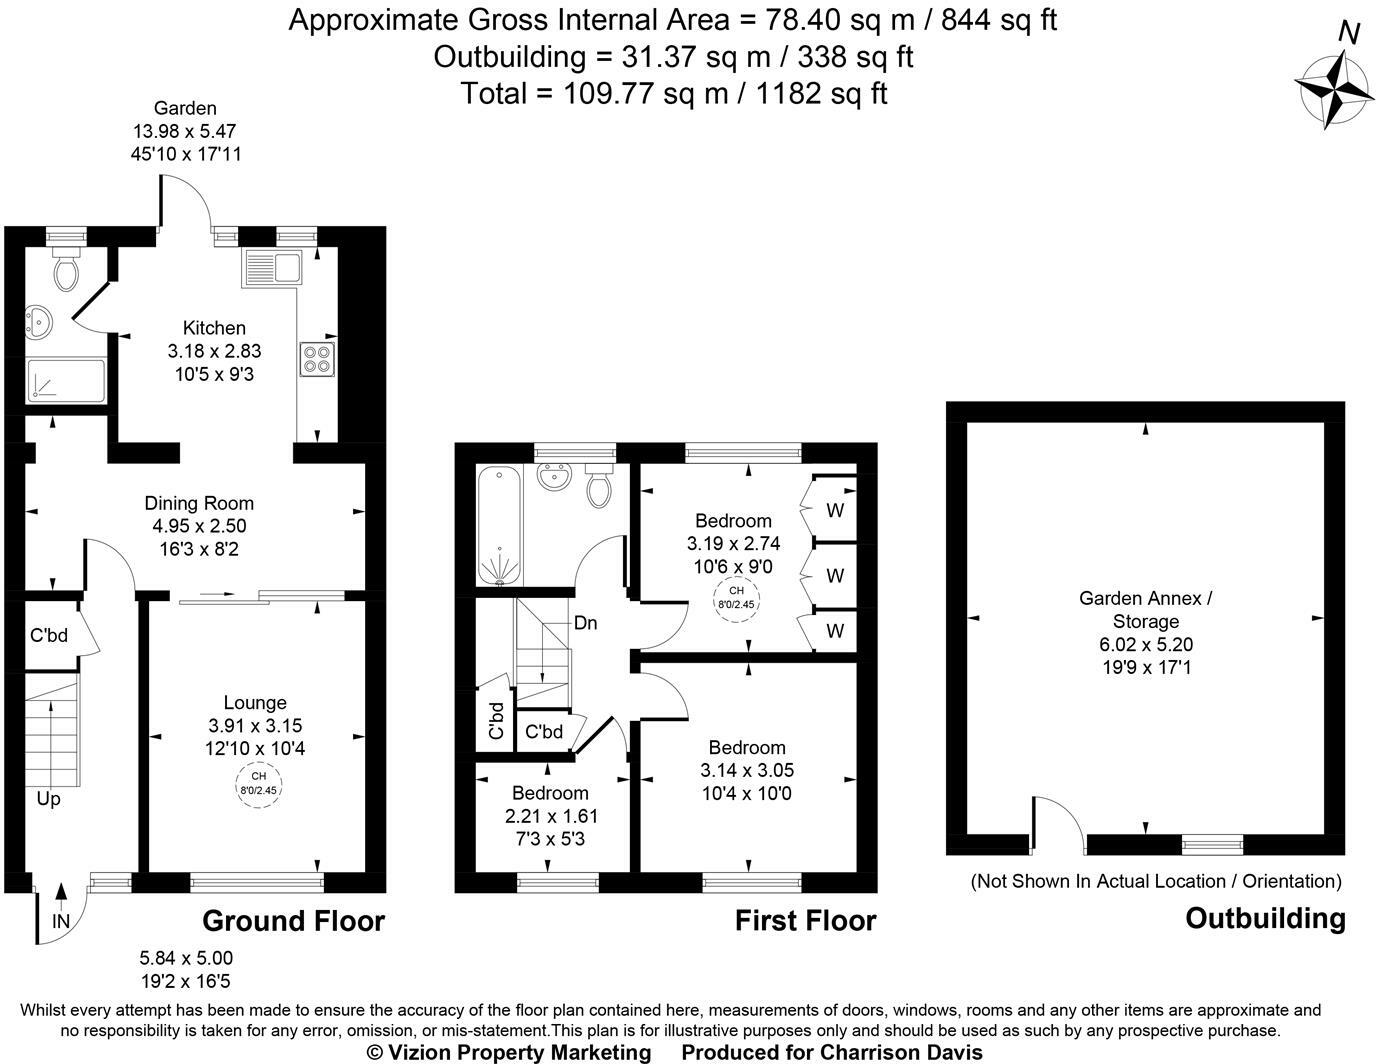 Approximate Gross Internal Area = 78.40 sq m / 844 sq ft
Outbuilding = 31.37 sq m / 338 sq ft
Total = 109.77 sq m / 1182 sq ft
N
Garden
13.98 x 5.47
45'10 x 17'11
Kitchen
3.18 x 2.83
10'5 x 9'3
Dining Room
4.95 x 2.50
16'3 x 8'2
C'bd
Lounge
3.91 x 3.15
12'10 x 10'4
CH
8'0/2.45
Up
IN
Ground Floor
5.84 x 5.00
19'2 x 16'5
Bedroom
3.19 x 2.74
10'6 x 9'0
CH
8'0/2.45
W
W
W
Dn
C'bd
C'bd
Bedroom
3.14 x 3.05
10'4 x 10'0
Bedroom
2.21 x 1.61
7'3 x 5'3
First Floor
Garden Annex /
Storage
6.02 x 5.20
19'9 x 17'1
(Not Shown In Actual Location / Orientation)
Outbuilding
Whilst every attempt has been made to ensure the accuracy of the floor plan contained here, measurements of doors, windows, rooms and any other items are approximate and
no responsibility is taken for any error, omission, or mis-statement.This plan is for illustrative purposes only and should be used as such by any prospective purchase.
© Vizion Property Marketing Produced for Charrison Davis